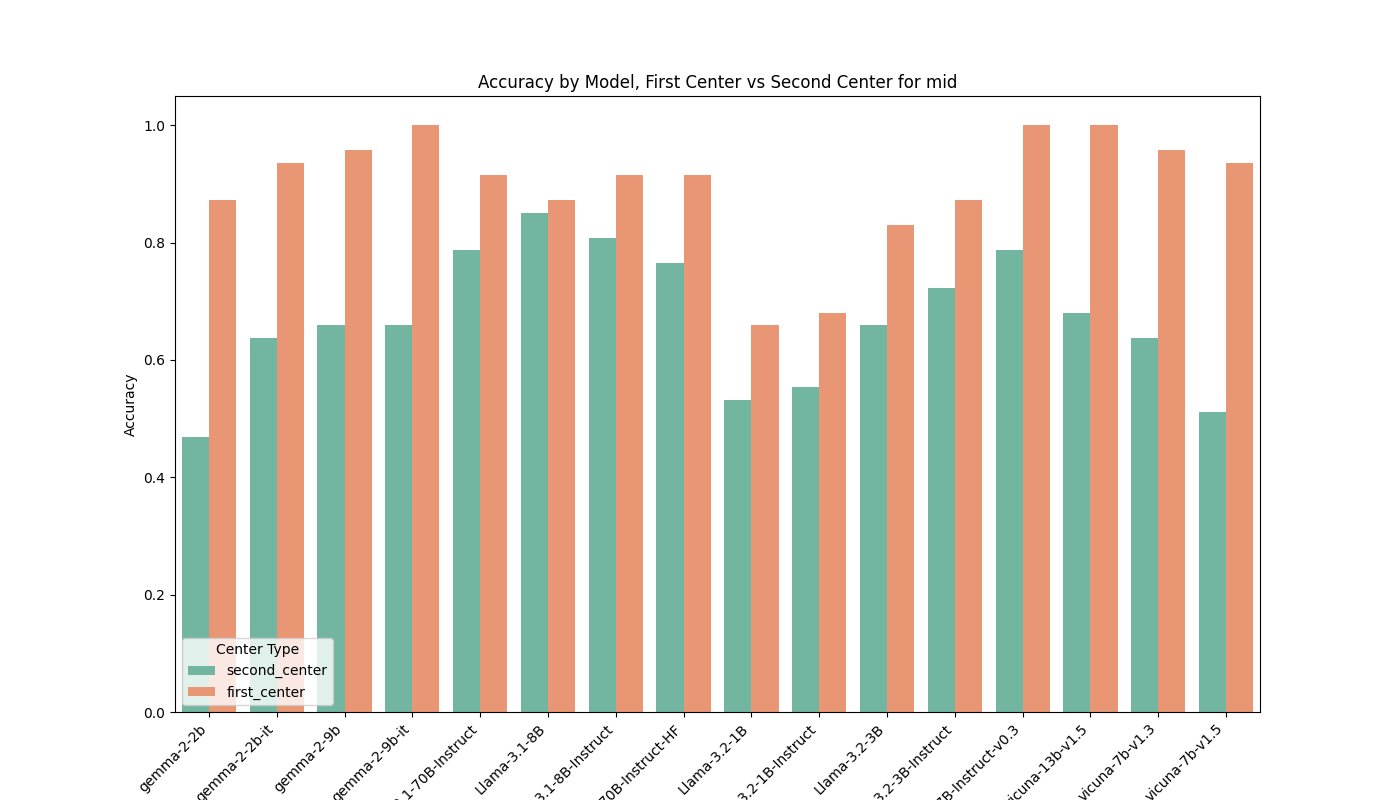 Accuracy by Model, First Center vs Second Center for mid
1.0
0.8
0.6
0.4
0.2
0.0
Accuracy
Center Type
second_center
first_center
gemma-2-2b
gemma-2-2b-it
gemma-2-9b
gemma-2-9b-it
.1-70B-Instruct
Llama-3.1-8B
3.1-8B-Instruct
70B-Instruct-HF
Llama-3.2-1B
3.2-1B-Instruct
Llama-3.2-3B
3.2-3B-Instruct
7B-Instruct-v0.3
vicuna-13b-v1.5
vicuna-7b-v1.3
vicuna-7b-v1.5